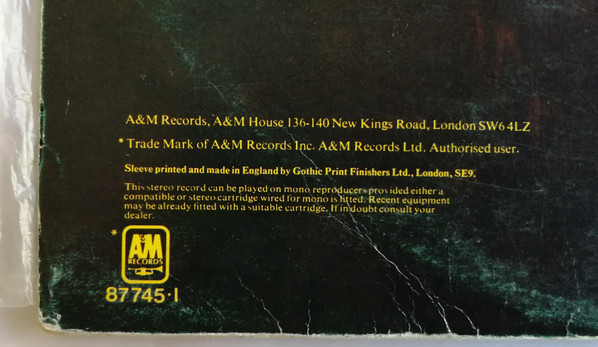 A&M Records, A&M House 136-140 New Kings Road, London SW6 4LZ
* Trade Mark of A&M Records Inc. A&M Records Ltd. Authorised user.
Sleeve printed and made in England by Gothic Print Finishers Ltd., London, SE9.
This stereo record can be played on mono reproducers provided either a
compatible or stereo cartridge wired for mono is fitted. Recent equipment
may be already fitted with a suitable cartridge. If in doubt consult your
dealer.
*
A&M
RECORDS
87745-1